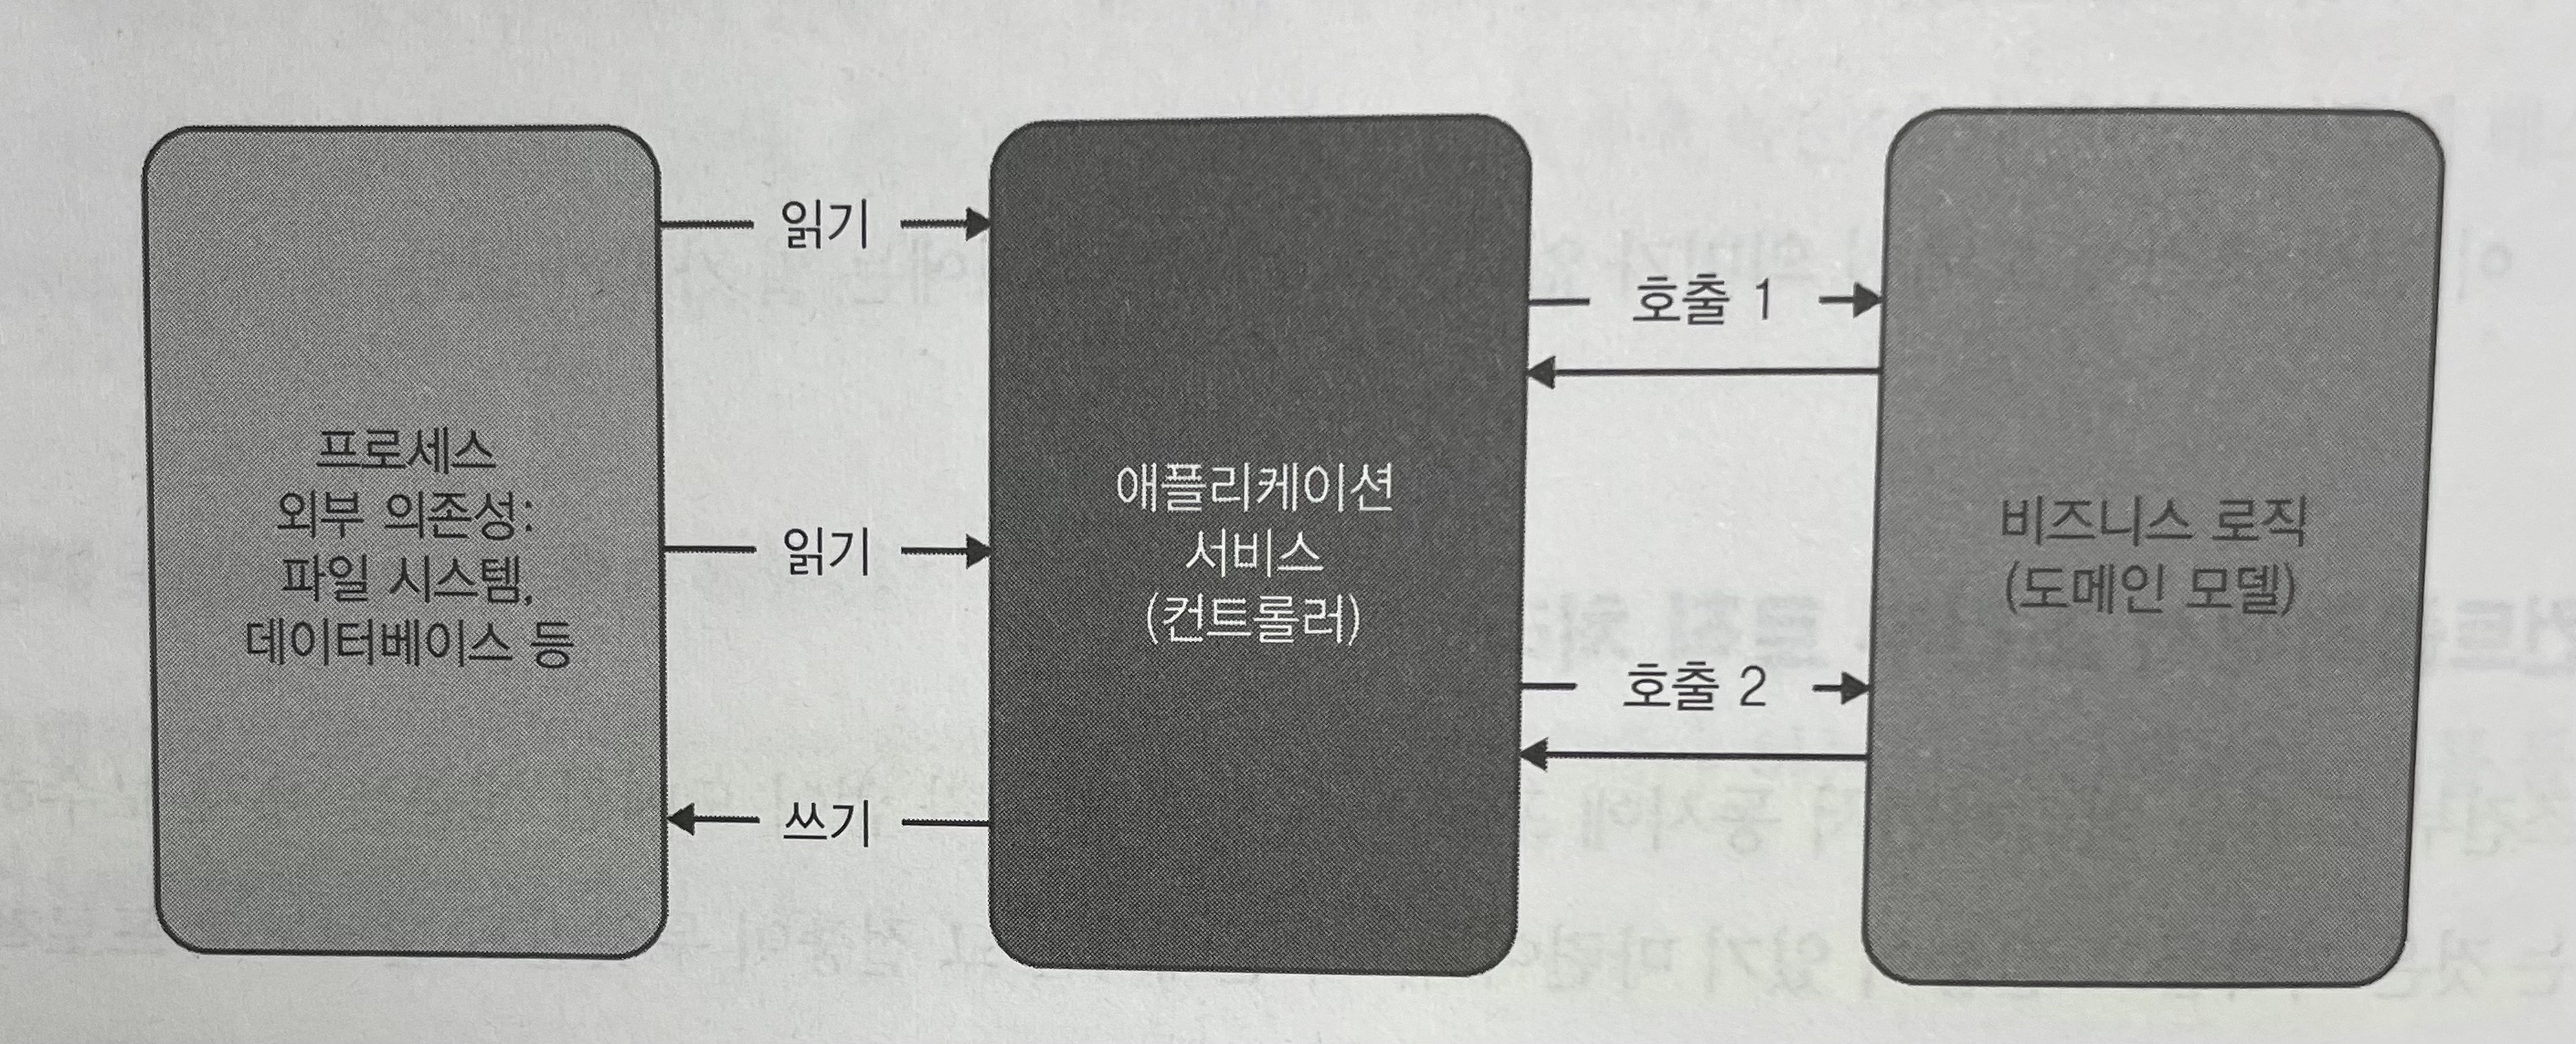 프로세스
외부 의존성:
파일 시스템,
데이터베이스 등
읽기
읽기
쓰기
애플리케이션
서비스
(컨트롤러)
호출 1
호출 2
비즈니스 로직
(도메인 모델)